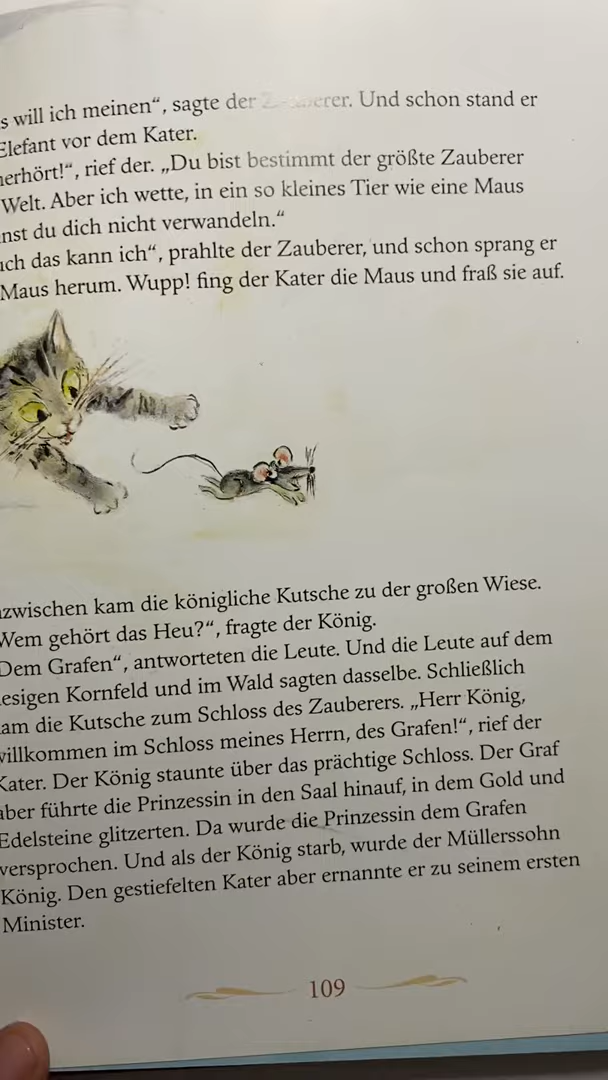 s will ich meinen“, sagte der Zauberer. Und schon stand er
Elefant vor dem Kater.
erhört!“, rief der. „Du bist bestimmt der größte Zauberer
Welt. Aber ich wette, in ein so kleines Tier wie eine Maus
nst du dich nicht verwandeln.“
uch das kann ich“, prahlte der Zauberer, und schon sprang er
Maus herum. Wupp! fing der Kater die Maus und fraß sie auf.
zwischen kam die königliche Kutsche zu der großen Wiese.
Wem gehört das Heu?“, fragte der König.
Dem Grafen“, antworteten die Leute. Und die Leute auf dem
esigen Kornfeld und im Wald sagten dasselbe. Schließlich
am die Kutsche zum Schloss des Zauberers. „Herr König,
willkommen im Schloss meines Herrn, des Grafen!“, rief der
Kater. Der König staunte über das prächtige Schloss. Der Graf
aber führte die Prinzessin in den Saal hinauf, in dem Gold und
Edelsteine glitzerten. Da wurde die Prinzessin dem Grafen
versprochen. Und als der König starb, wurde der Müllerssohn
König. Den gestiefelten Kater aber ernannte er zu seinem ersten
Minister.
109